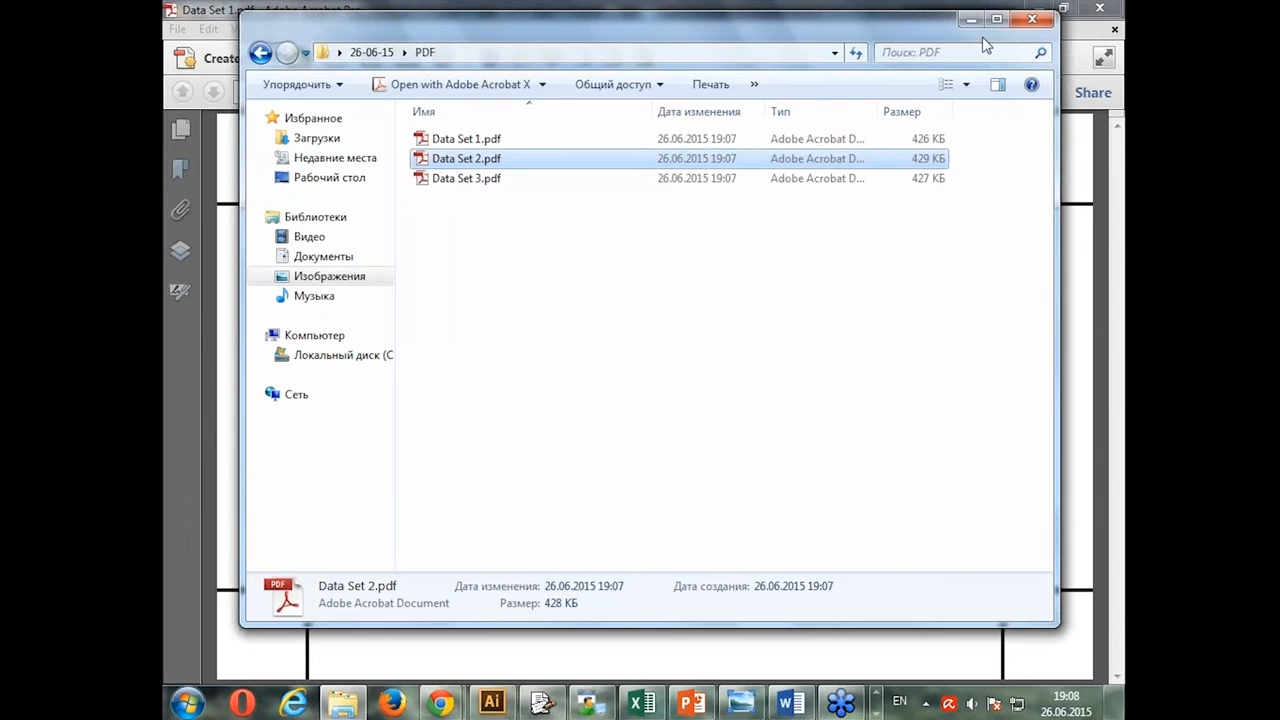 Data Set 1.pdf - Adobe Acrobat Pro
File Edit
Create
Share
26-06-15 PDF
Поиск: PDF
Упорядочить Open with Adobe Acrobat X Общий доступ Печать »
Имя Дата изменения Тип Размер
Data Set 1.pdf 26.06.2015 19:07 Adobe Acrobat D... 426 КБ
Data Set 2.pdf 26.06.2015 19:07 Adobe Acrobat D... 429 КБ
Data Set 3.pdf 26.06.2015 19:07 Adobe Acrobat D... 427 КБ
Избранное
Загрузки
Недавние места
Рабочий стол
Библиотеки
Видео
Документы
Изображения
Музыка
Компьютер
Локальный диск (C
Сеть
PDF
Data Set 2.pdf Дата изменения: 26.06.2015 19:07 Дата создания: 26.06.2015 19:07
Adobe Acrobat Document Размер: 428 КБ
Ai
EN
19:08
26.06.2015